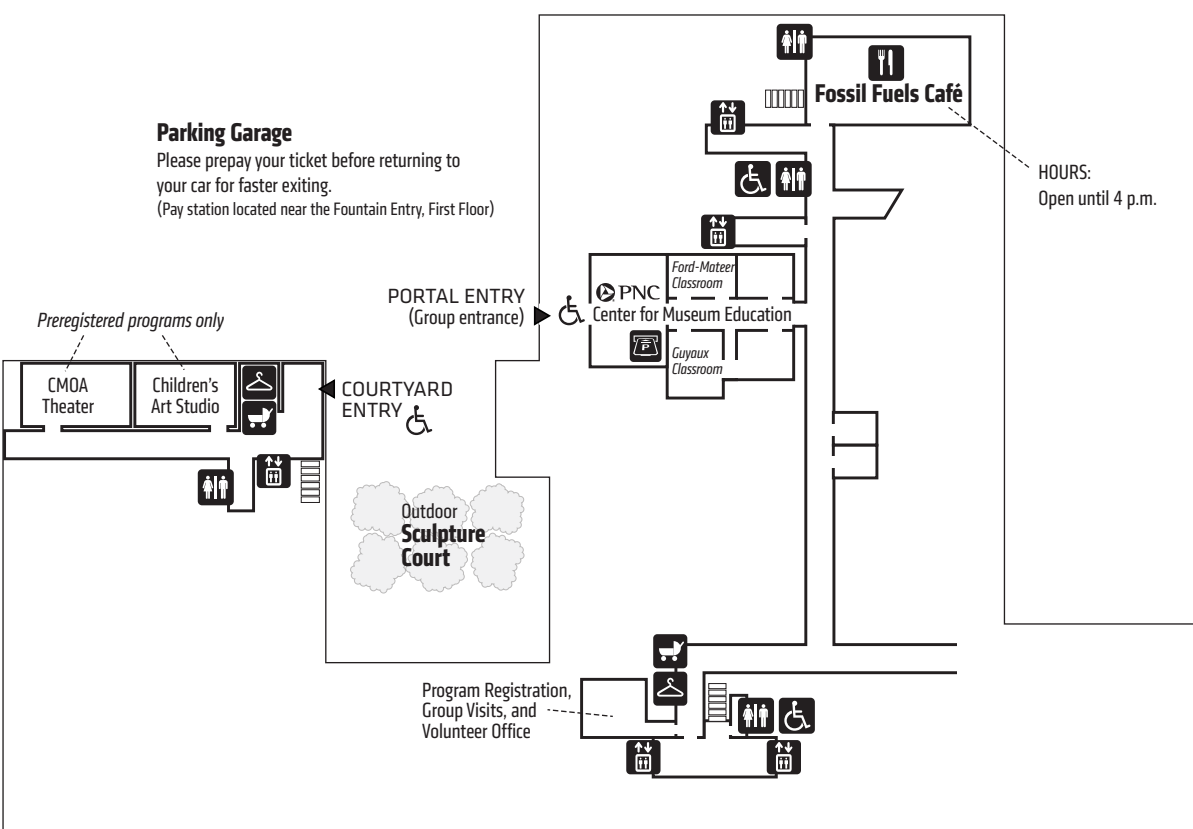 Fossil Fuels Café
HOURS:
Open until 4 p.m.
Parking Garage
Please prepay your ticket before returning to
your car for faster exiting.
(Pay station located near the Fountain Entry, First Floor)
PORTAL ENTRY
(Group entrance)
Ford-Mateer
Classroom
PNC
Center for Museum Education
P
Guyaux
Classroom
Preregistered programs only
CMOA
Theater
Children's
Art Studio
COURTYARD
ENTRY
Outdoor
Sculpture
Court
Program Registration,
Group Visits, and
Volunteer Office